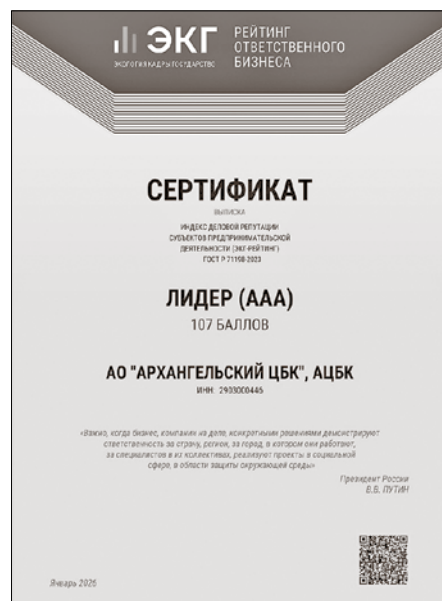 ЭКГ
ЭКОЛОГИЯ КАДРЫ ГОСУДАРСТВО
РЕЙТИНГ
ОТВЕТСТВЕННОГО
БИЗНЕСА
СЕРТИФИКАТ
ВЫПИСКА
ИНДЕКС ДЕЛОВОЙ РЕПУТАЦИИ
СУБЪЕКТОВ ПРЕДПРИНИМАТЕЛЬСКОЙ
ДЕЯТЕЛЬНОСТИ (ЭКГ-РЕЙТИНГ)
ГОСТ Р 71198-2023
ЛИДЕР (ААА)
107 БАЛЛОВ
АО "АРХАНГЕЛЬСКИЙ ЦБК", АЦБК
ИНН: 2903000446
«Важно, когда бизнес, компании на деле, конкретными решениями демонстрируют
ответственность за страну, регион, за город, в котором они работают,
за специалистов в их коллективах, реализуют проекты в социальной
сфере, в области защиты окружающей среды»
Президент России
В.В. ПУТИН
Январь 2026